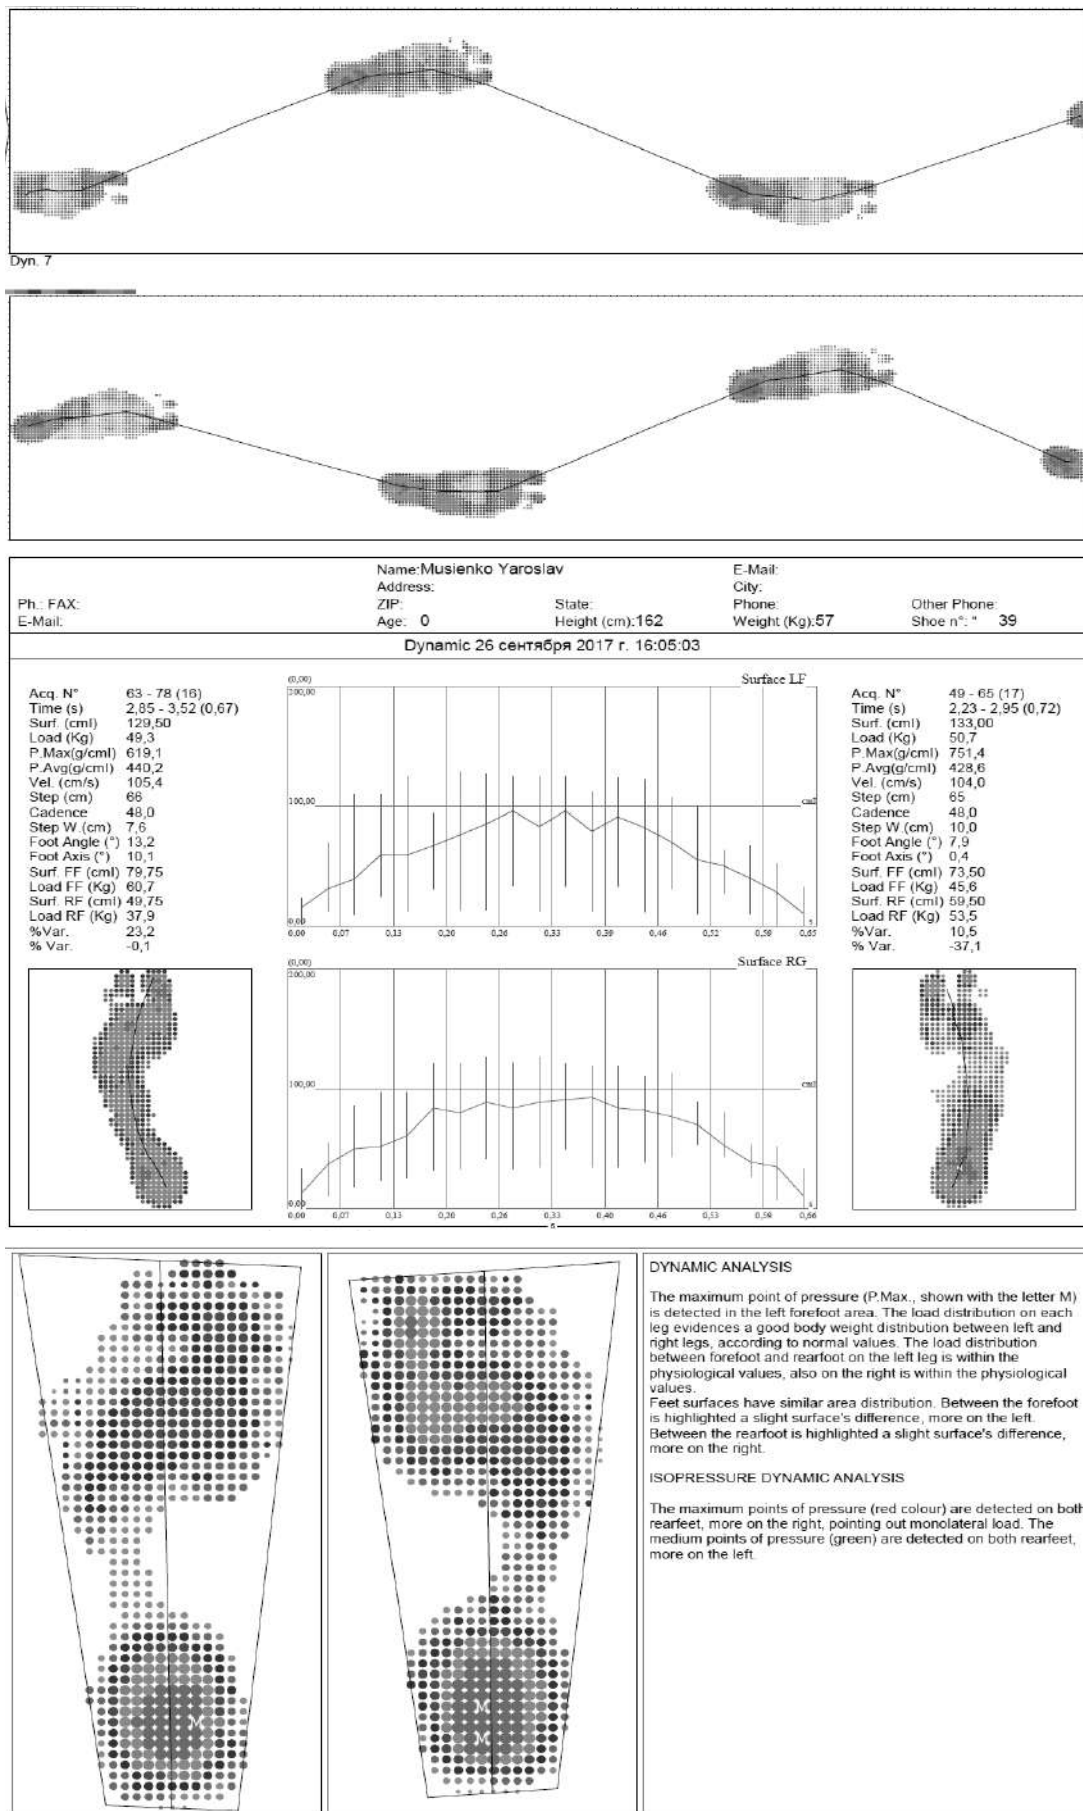 Dyn. 7
Name:Musienko Yaroslav E-Mail:
Address: City:
Ph.: FAX: ZIP: State: Phone: Other Phone:
E-Mail: Age: 0 Height (cm):162 Weight (Kg):57 Shoe n°: " 39
Dynamic 26 сентября 2017 г. 16:05:03
Acq. N° 63 - 78 (16)
Time (s) 2,85 - 3,52 (0,67)
Surf. (cml) 129,50
Load (Kg) 49,3
P.Max(g/cml) 619,1
P.Avg(g/cml) 440,2
Vel. (cm/s) 105,4
Step (cm) 66
Cadence 48,0
Step W.(cm) 7,6
Foot Angle (°) 13,2
Foot Axis (°) 10,1
Surf. FF (cml) 79,75
Load FF (Kg) 60,7
Surf. RF (cml) 49,75
Load RF (Kg) 37,9
%Var. 23,2
% Var. -0,1
(0,00) Surface LF
200,00
100,00
0,00
0,00 0,07 0,13 0,20 0,26 0,33 0,39 0,46 0,52 0,59 0,65
(0,00) Surface RG
200,00
100,00
0,00
0,00 0,07 0,13 0,20 0,26 0,33 0,40 0,46 0,53 0,59 0,66
s
Acq. N° 49 - 65 (17)
Time (s) 2,23 - 2,95 (0,72)
Surf. (cml) 133,00
Load (Kg) 50,7
P.Max(g/cml) 751,4
P.Avg(g/cml) 428,6
Vel. (cm/s) 104,0
Step (cm) 65
Cadence 48,0
Step W.(cm) 10,0
Foot Angle (°) 7,9
Foot Axis (°) 0,4
Surf. FF (cml) 73,50
Load FF (Kg) 45,6
Surf. RF (cml) 59,50
Load RF (Kg) 53,5
%Var. 10,5
% Var. -37,1
M
M
M
DYNAMIC ANALYSIS
The maximum point of pressure (P.Max., shown with the letter M)
is detected in the left forefoot area. The load distribution on each
leg evidences a good body weight distribution between left and
right legs, according to normal values. The load distribution
between forefoot and rearfoot on the left leg is within the
physiological values, also on the right is within the physiological
values.
Feet surfaces have similar area distribution. Between the forefoot
is highlighted a slight surface's difference, more on the left.
Between the rearfoot is highlighted a slight surface's difference,
more on the right.
ISOPRESSURE DYNAMIC ANALYSIS
The maximum points of pressure (red colour) are detected on both
rearfeet, more on the right, pointing out monolateral load. The
medium points of pressure (green) are detected on both rearfeet,
more on the left.